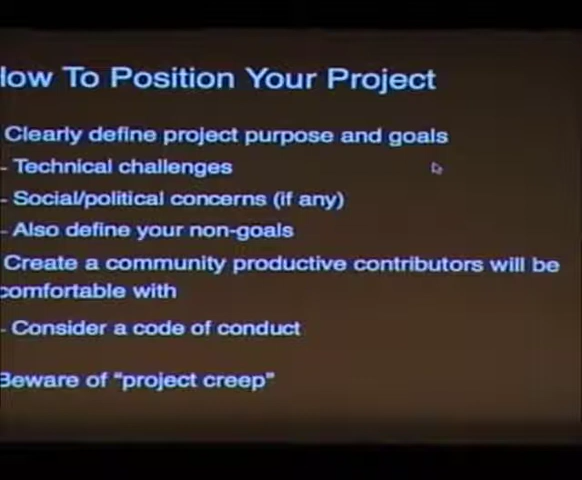 How To Position Your Project
Clearly define project purpose and goals
- Technical challenges
- Social/political concerns (if any)
- Also define your non-goals
Create a community productive contributors will be
comfortable with
- Consider a code of conduct
Beware of “project creep”